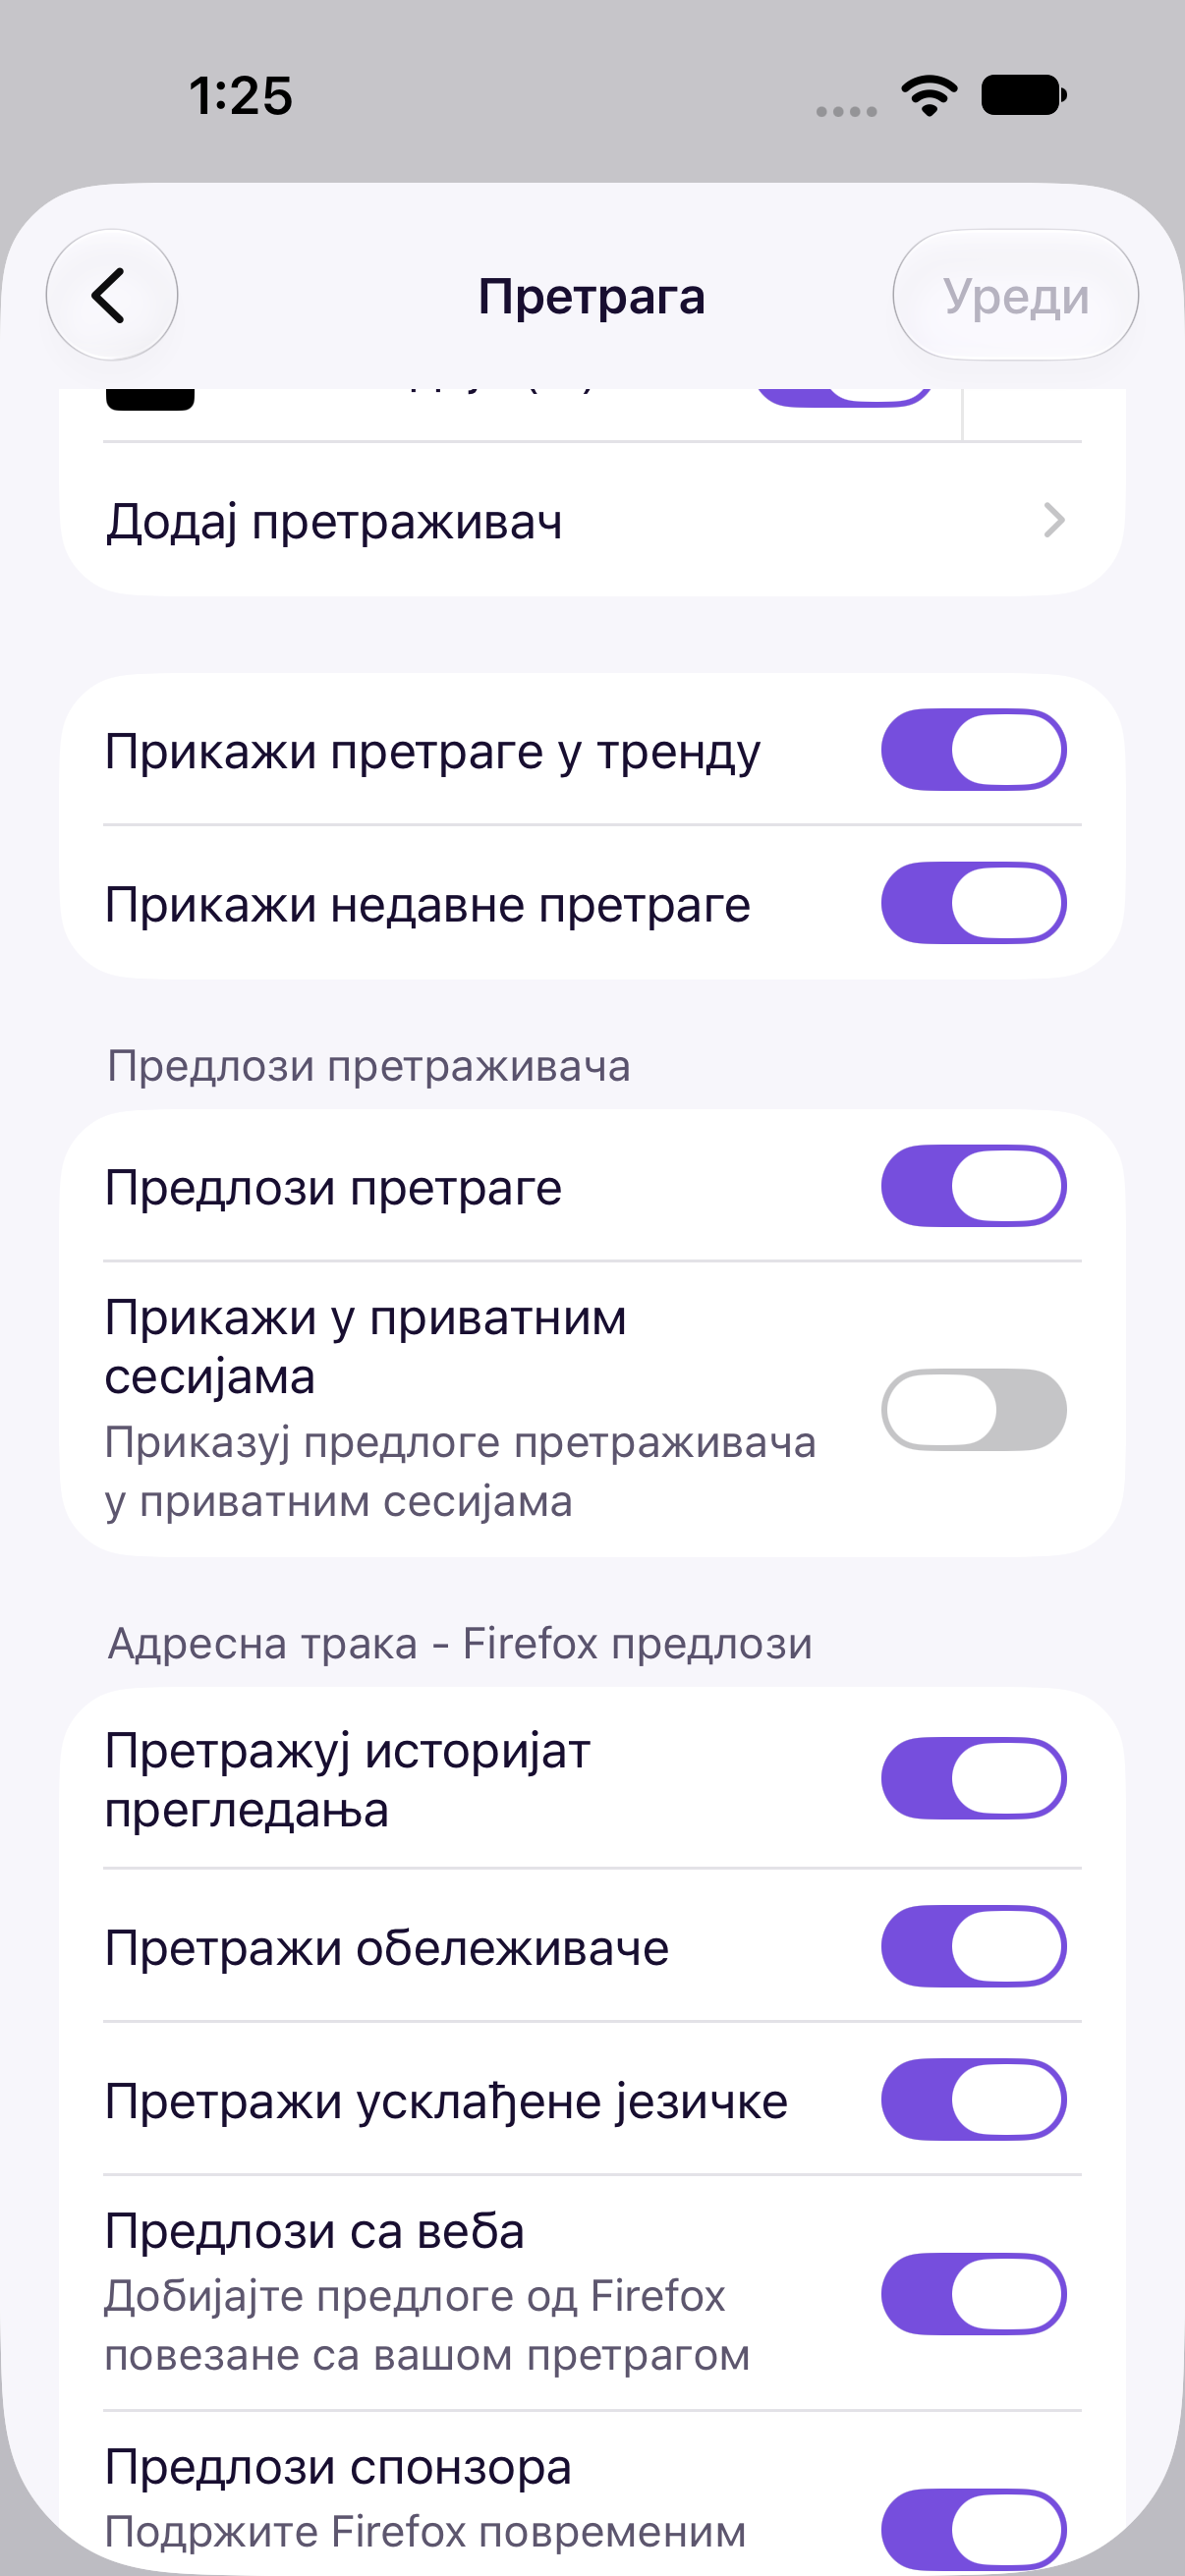 1:25
Претрага
Уреди
Додај претраживач
Прикажи претраге у тренду
Прикажи недавне претраге
Предлози претраживача
Предлози претраге
Прикажи у приватним
сесијама
Приказуј предлоге претраживача
у приватним сесијама
Адресна трака - Firefox предлози
Претражуј историјат
прегледања
Претражи обележиваче
Претражи усклађене језичке
Предлози са веба
Добијајте предлоге од Firefox
повезане са вашом претрагом
Предлози спонзора
Подржите Firefox повременим